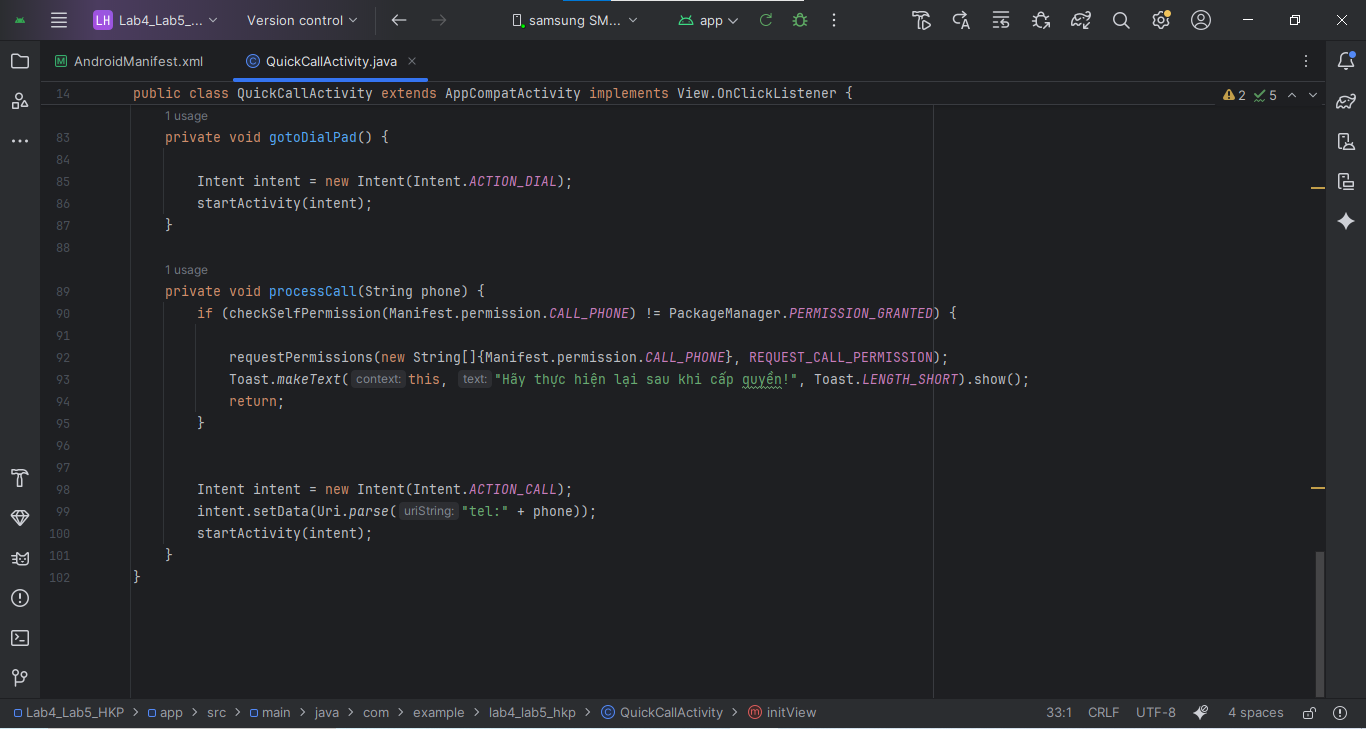 LH Lab4_Lab5_... Version control samsung SM... app
AndroidManifest.xml QuickCallActivity.java
14 public class QuickCallActivity extends AppCompatActivity implements View.OnClickListener { 2 5
1 usage
83 private void gotoDialPad() {
84
85 Intent intent = new Intent(Intent.ACTION_DIAL);
86 startActivity(intent);
87 }
88
1 usage
89 private void processCall(String phone) {
90 if (checkSelfPermission(Manifest.permission.CALL_PHONE) != PackageManager.PERMISSION_GRANTED) {
91
92 requestPermissions(new String[]{Manifest.permission.CALL_PHONE}, REQUEST_CALL_PERMISSION);
93 Toast.makeText( context: this, text: "Hãy thực hiện lại sau khi cấp quyền!", Toast.LENGTH_SHORT).show();
94 return;
95 }
96
97
98 Intent intent = new Intent(Intent.ACTION_CALL);
99 intent.setData(Uri.parse( uriString: "tel:" + phone));
100 startActivity(intent);
101 }
102 }
Lab4_Lab5_HKP > app > src > main > java > com > example > lab4_lab5_hkp > QuickCallActivity > initView 33:1 CRLF UTF-8 4 spaces